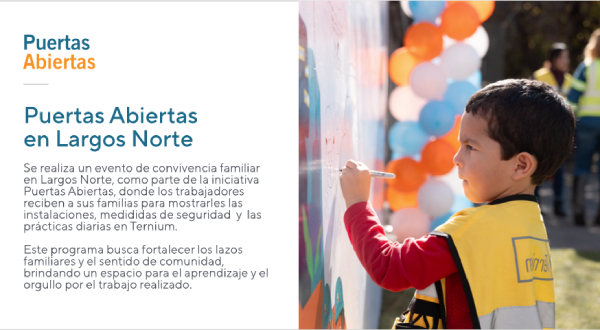 Puertas
Abiertas
Puertas Abiertas
en Largos Norte
Se realiza un evento de convivencia familiar
en Largos Norte, como parte de la iniciativa
Puertas Abiertas, donde los trabajadores
reciben a sus familias para mostrarles las
instalaciones, medididas de seguridad y las
prácticas diarias en Ternium.
Este programa busca fortalecer los lazos
familiares y el sentido de comunidad,
brindando un espacio para el aprendizaje y el
orgullo por el trabajo realizado.